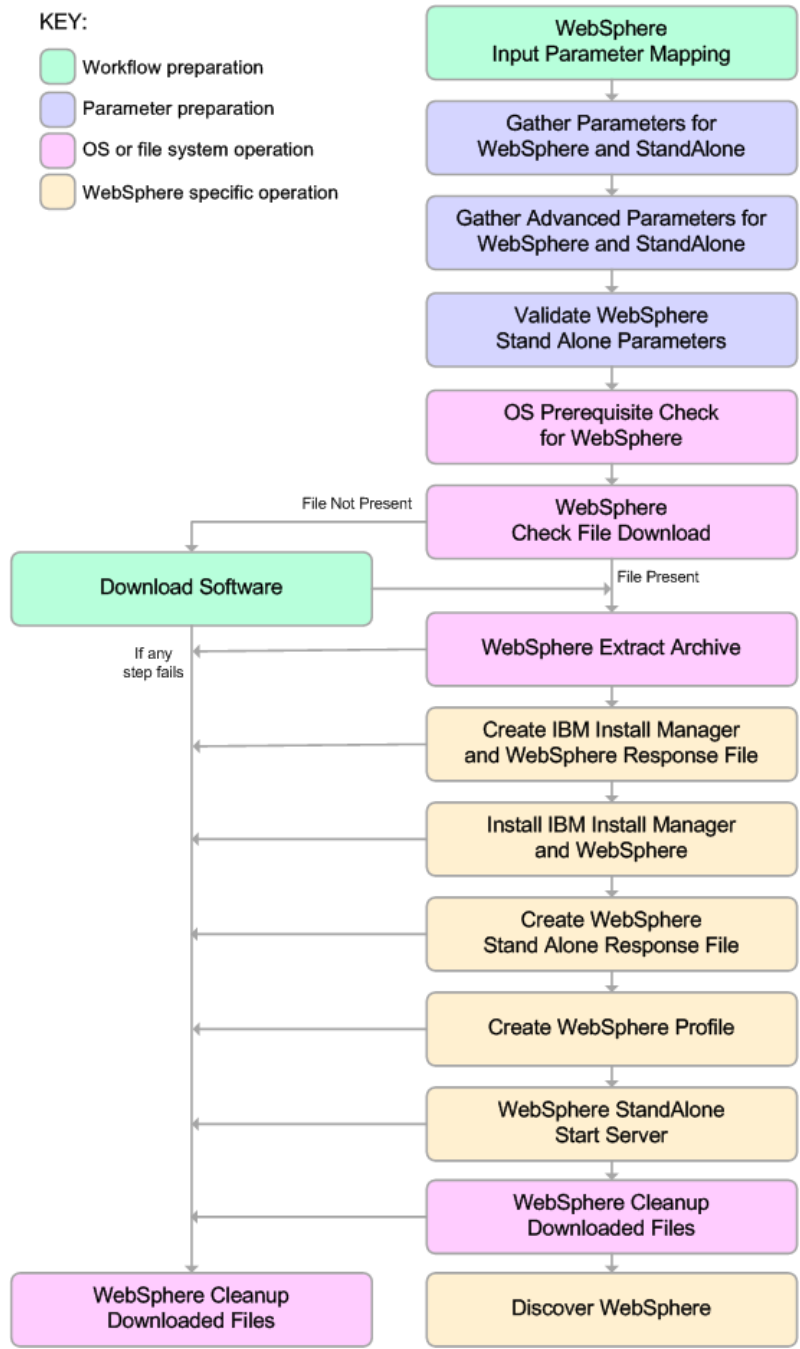 KEY:
Workflow preparation
Parameter preparation
OS or file system operation
WebSphere specific operation
WebSphere
Input Parameter Mapping
Gather Parameters for
WebSphere and StandAlone
Gather Advanced Parameters for
WebSphere and StandAlone
Validate WebSphere
Stand Alone Parameters
OS Prerequisite Check
for WebSphere
WebSphere
Check File Download
File Not Present
Download Software
File Present
If any
step fails
WebSphere Extract Archive
Create IBM Install Manager
and WebSphere Response File
Install IBM Install Manager
and WebSphere
Create WebSphere
Stand Alone Response File
Create WebSphere Profile
WebSphere StandAlone
Start Server
WebSphere Cleanup
Downloaded Files
WebSphere Cleanup
Downloaded Files
Discover WebSphere